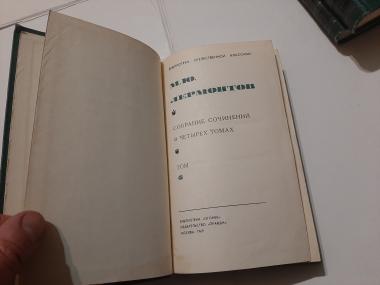 БИБЛИОТЕКА ОТЕЧЕСТВЕННОЙ КЛАССИКИ
М.Ю.
ЛЕРМОНТОВ
СОБРАНИЕ СОЧИНЕНИЙ
В ЧЕТЫРЕХ ТОМАХ
ТОМ
БИБЛИОТЕКА «ОГОНЕК»
ИЗДАТЕЛЬСТВО «ПРАВДА»
МОСКВА